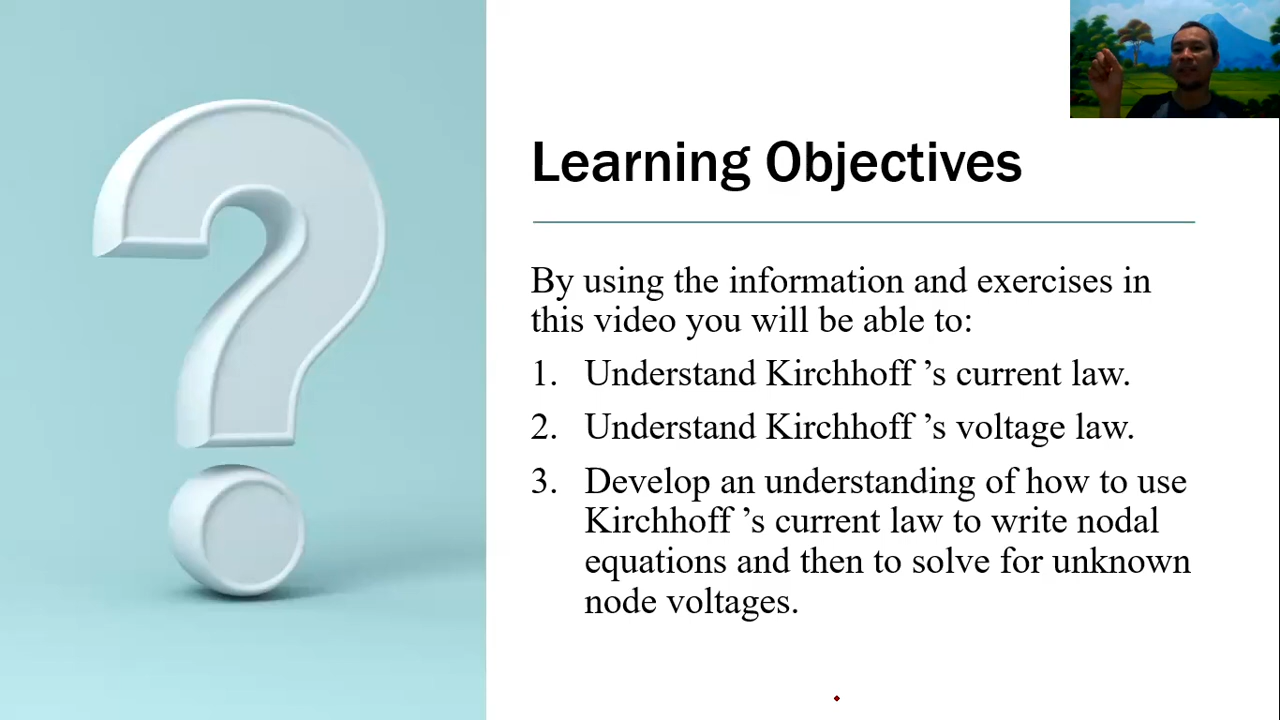 Learning Objectives
By using the information and exercises in
this video you will be able to:
1. Understand Kirchhoff ’s current law.
2. Understand Kirchhoff ’s voltage law.
3. Develop an understanding of how to use
Kirchhoff ’s current law to write nodal
equations and then to solve for unknown
node voltages.